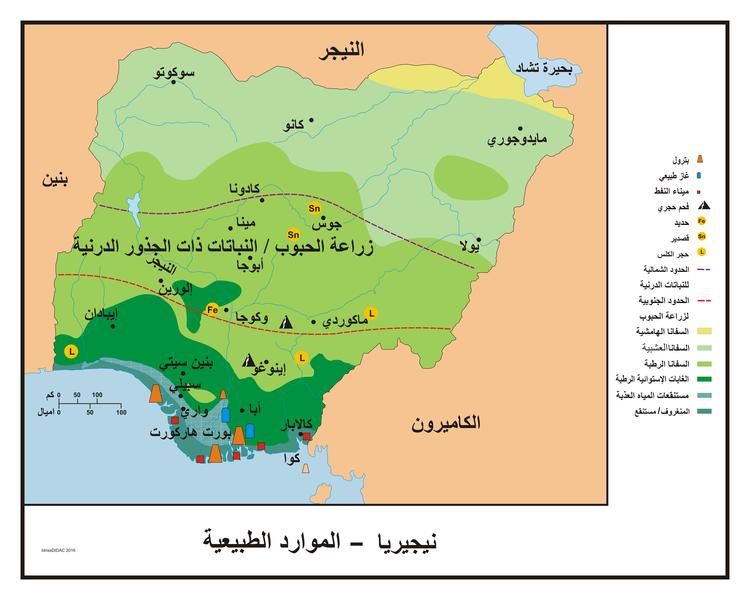 النيجر
بحيرة تشاد
سوكوتو
كانو
مايدوجوري
بنين
كادونا
Sn
جوس
مينا
Sn
زراعة الحبوب / النباتات ذات الجذور الدرنية
يولا
أبوجا
النيجر
إلورين
Fe
وكوجا
ماكوردي
L
إيبادان
L
L
إينوغو
بنين سيتي
سبيلي
واري
أبا
بورت هاركورت
كالابار
كوا
الكاميرون
كم 0 50 100
اميال 0 50 100
بترول
غاز طبيعي
ميناء النفط
فحم حجري
حديد Fe
قصدير Sn
حجر الكلس L
الحدود الشمالية
للنباتات الدرنية
الحدود الجنوبية
لزراعة الحبوب
السفانا الهامشية
السفانا العشبية
السفانا الرطبة
الغابات الإستوائية الرطبة
مستنقعات المياه العذبة
المنغروف/ مستنقع
نيجيريا – الموارد الطبيعية
IdrissDIDAC 2016